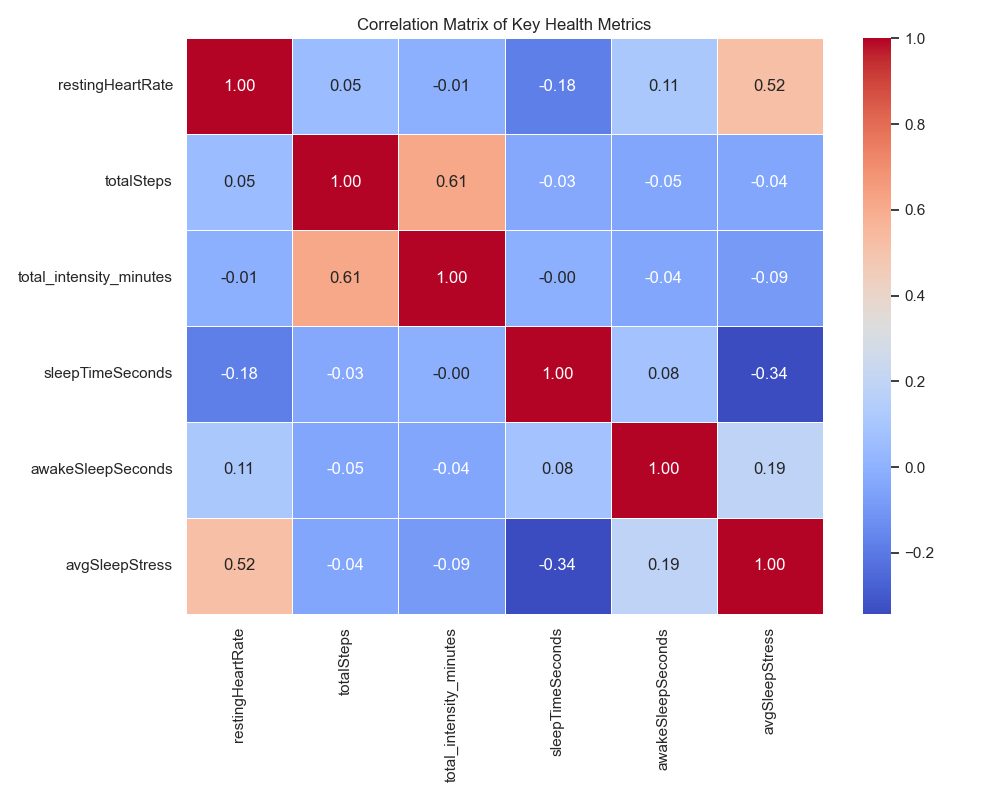 Correlation Matrix of Key Health Metrics
restingHeartRate 1.00 0.05 -0.01 -0.18 0.11 0.52
totalSteps 0.05 1.00 0.61 -0.03 -0.05 -0.04
total_intensity_minutes -0.01 0.61 1.00 -0.00 -0.04 -0.09
sleepTimeSeconds -0.18 -0.03 -0.00 1.00 0.08 -0.34
awakeSleepSeconds 0.11 -0.05 -0.04 0.08 1.00 0.19
avgSleepStress 0.52 -0.04 -0.09 -0.34 0.19 1.00
restingHeartRate
totalSteps
total_intensity_minutes
sleepTimeSeconds
awakeSleepSeconds
avgSleepStress
1.0
0.8
0.6
0.4
0.2
0.0
−0.2